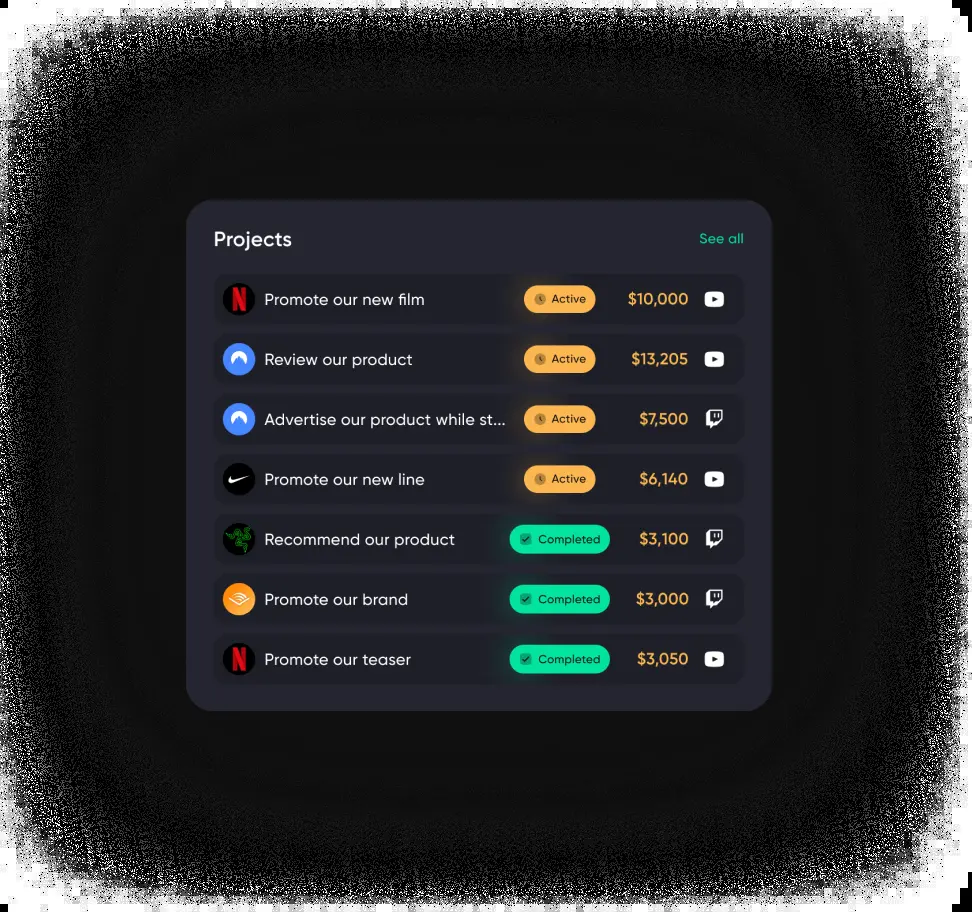 Projects See all
N Promote our new film Active $10,000
Review our product Active $13,205
Advertise our product while st... Active $7,500
Promote our new line Active $6,140
Recommend our product Completed $3,100
Promote our brand Completed $3,000
N Promote our teaser Completed $3,050